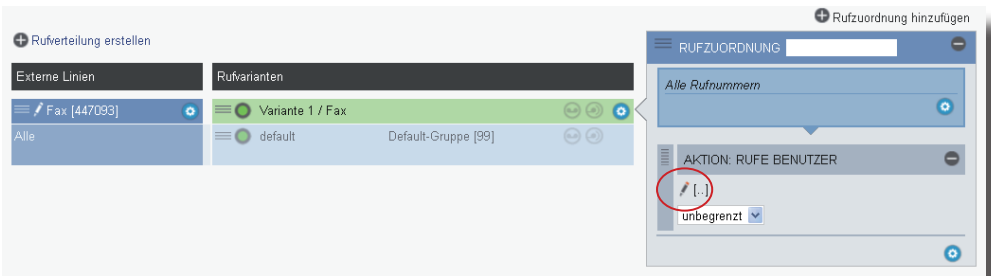 Rufzuordnung hinzufügen
Rufverteilung erstellen
RUFZUORDNUNG
Externe Linien
Rufvarianten
Alle Rufnummern
Fax [447093]
Variante 1 / Fax
Alle
default
Default-Gruppe [99]
AKTION: RUFE BENUTZER
[..]
unbegrenzt